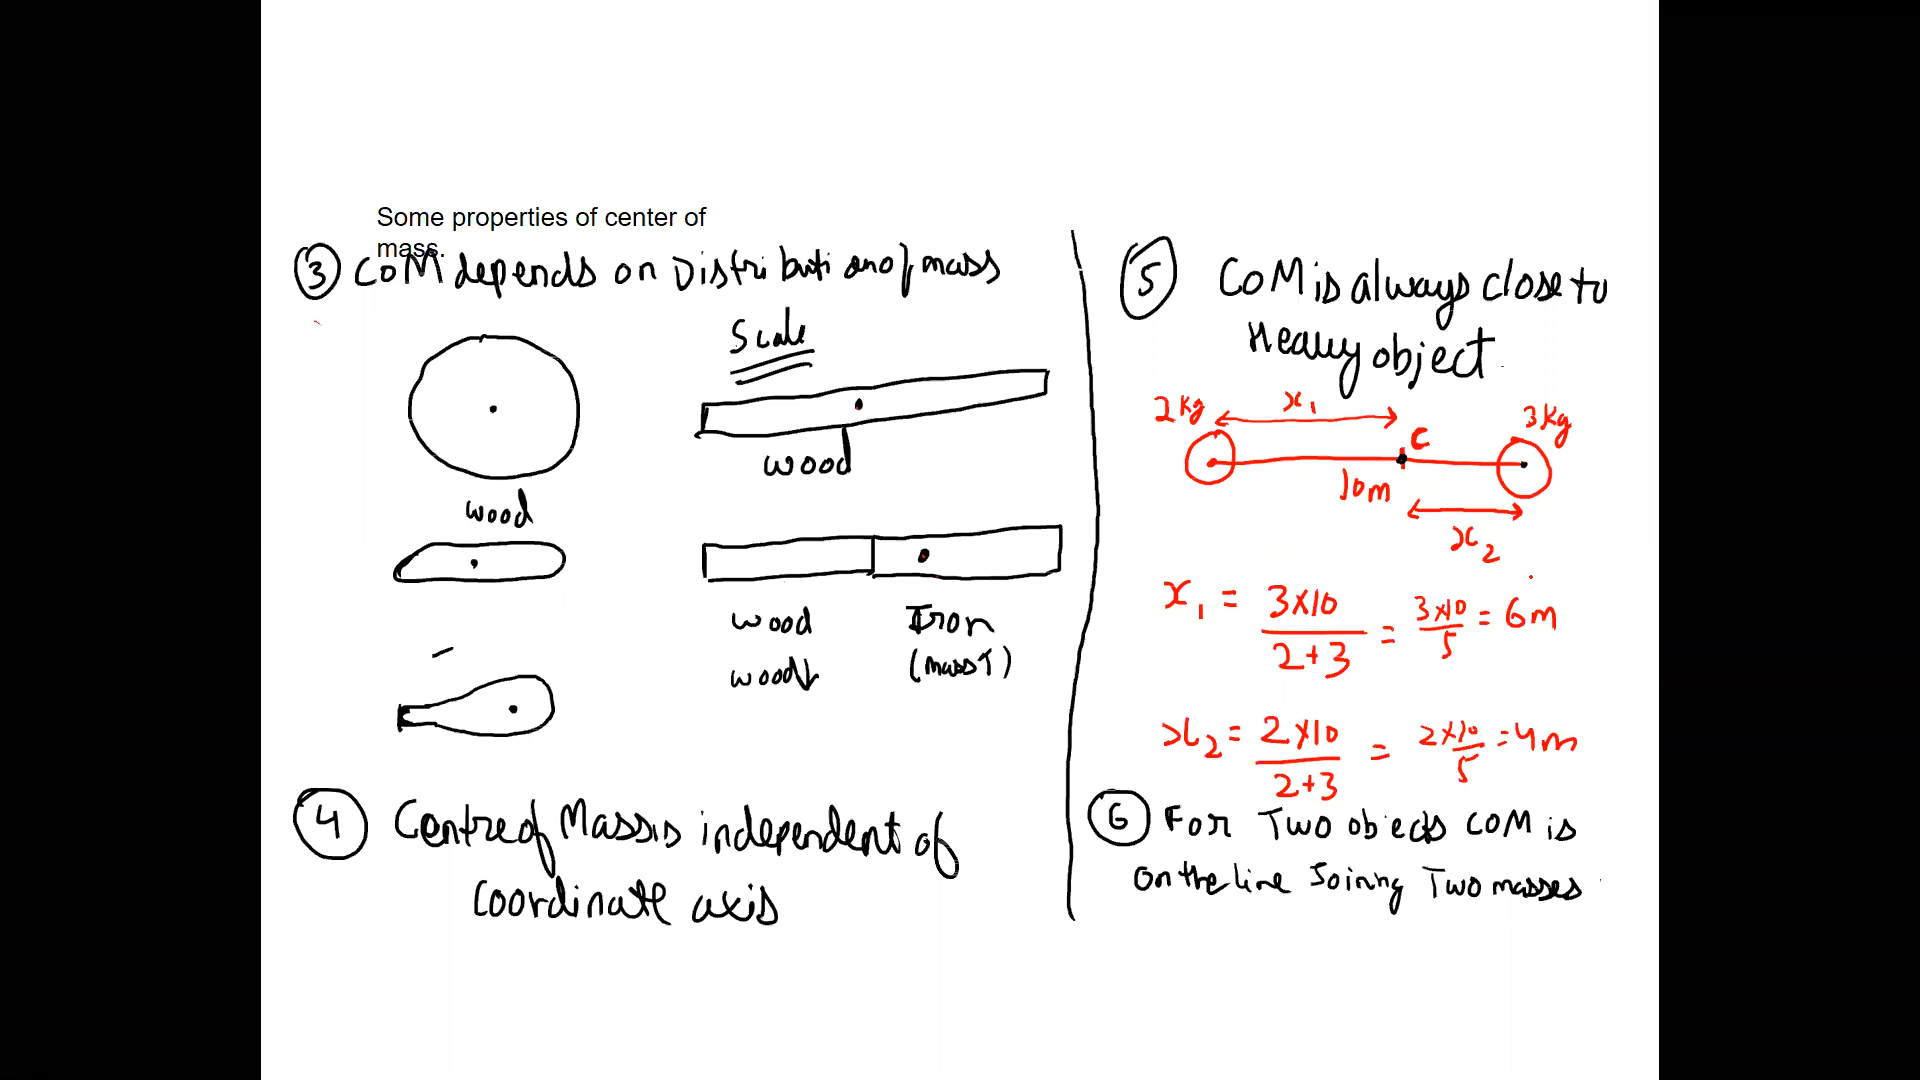 Some properties of center of
mass.
③ CoM depends on Distribution of mass
Scale
wood
wood
wood Iron
wood↓ (mass↑)
④ Centre of Mass is independent of
coordinate axis
⑤ CoM is always close to
Heavy object
2kg x₁ 3kg
C
10m
x₂
x₁ = 3×10/2+3 = 3×10/5 = 6m
x₂ = 2×10/2+3 = 2×10/5 = 4m
⑥ For Two objects COM is
on the line Joining Two masses